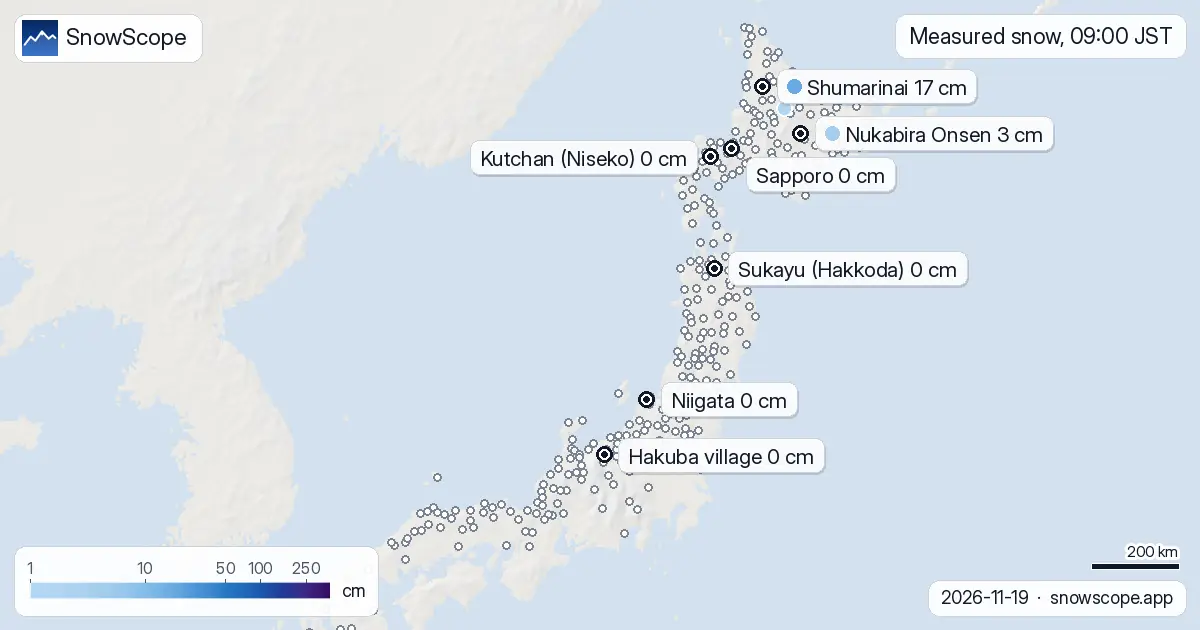 SnowScope
Measured snow, 09:00 JST
Shumarinai 17 cm
Nukabira Onsen 3 cm
Kutchan (Niseko) 0 cm
Sapporo 0 cm
Sukayu (Hakkoda) 0 cm
Niigata 0 cm
Hakuba village 0 cm
1 10 50 100 250
cm
200 km
2026-11-19 · snowscope.app